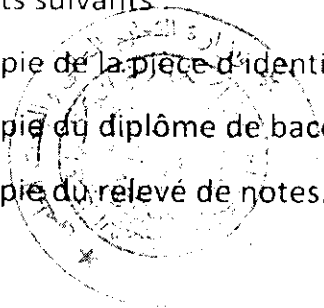 ts suivants
pie de la pièce d'identi
pie du diplôme de bacc
pie du relevé de notes.